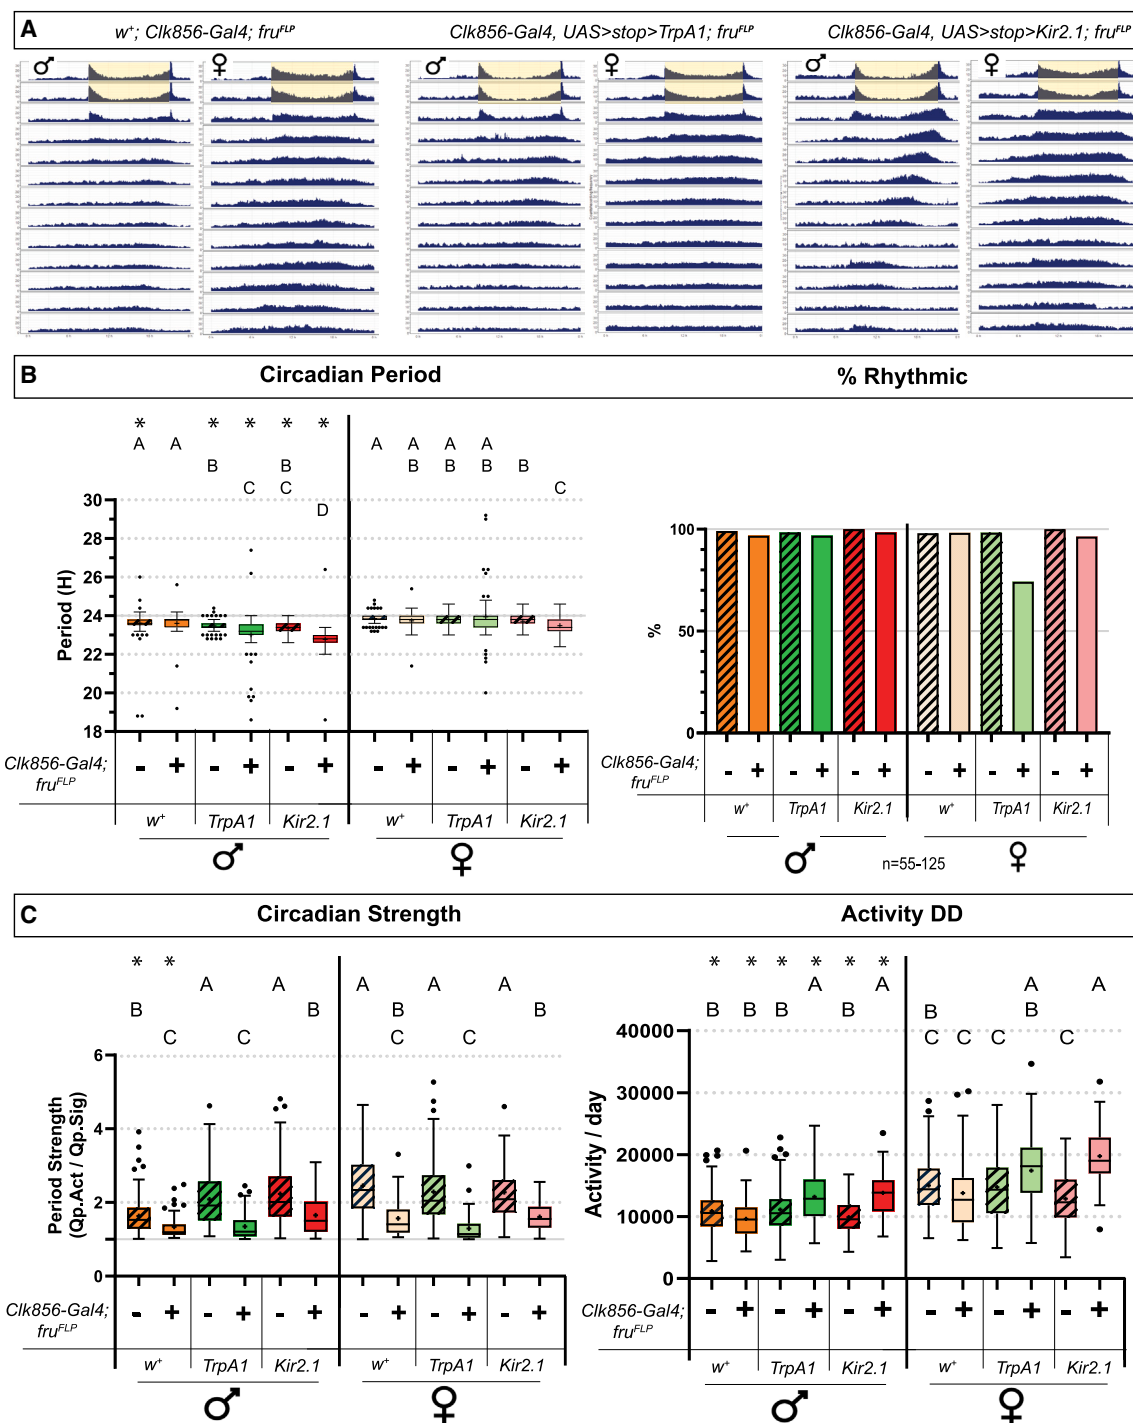 A
w⁺; Clk856-Gal4; fruᶠᴸᴾ
Clk856-Gal4, UAS>stop>TrpA1; fruᶠᴸᴾ
Clk856-Gal4, UAS>stop>Kir2.1; fruᶠᴸᴾ
♂ ♀ ♂ ♀ ♂ ♀
B
Circadian Period
% Rhythmic
* * * * *
A A A A A A
B B B B B B
C C C
D
Period (H)
30
28
26
24
22
20
18
Clk856-Gal4;
fruᶠᴸᴾ
- + - + - + - + - + - +
w⁺ TrpA1 Kir2.1 w⁺ TrpA1 Kir2.1
♂ ♀
%
100
50
0
Clk856-Gal4;
fruᶠᴸᴾ
- + - + - + - + - + - +
w⁺ TrpA1 Kir2.1 w⁺ TrpA1 Kir2.1
♂ n=55-125 ♀
C
Circadian Strength
Activity DD
* *
A A A A A
B B B B
C C C C
Period Strength
(Qp.Act / Qp.Sig)
6
4
2
0
Clk856-Gal4;
fruᶠᴸᴾ
- + - + - + - + - + - +
w⁺ TrpA1 Kir2.1 w⁺ TrpA1 Kir2.1
♂ ♀
* * * * * *
A A A A
B B B B B B
C C C C
Activity / day
40000
30000
20000
10000
0
Clk856-Gal4;
fruᶠᴸᴾ
- + - + - + - + - + - +
w⁺ TrpA1 Kir2.1 w⁺ TrpA1 Kir2.1
♂ ♀